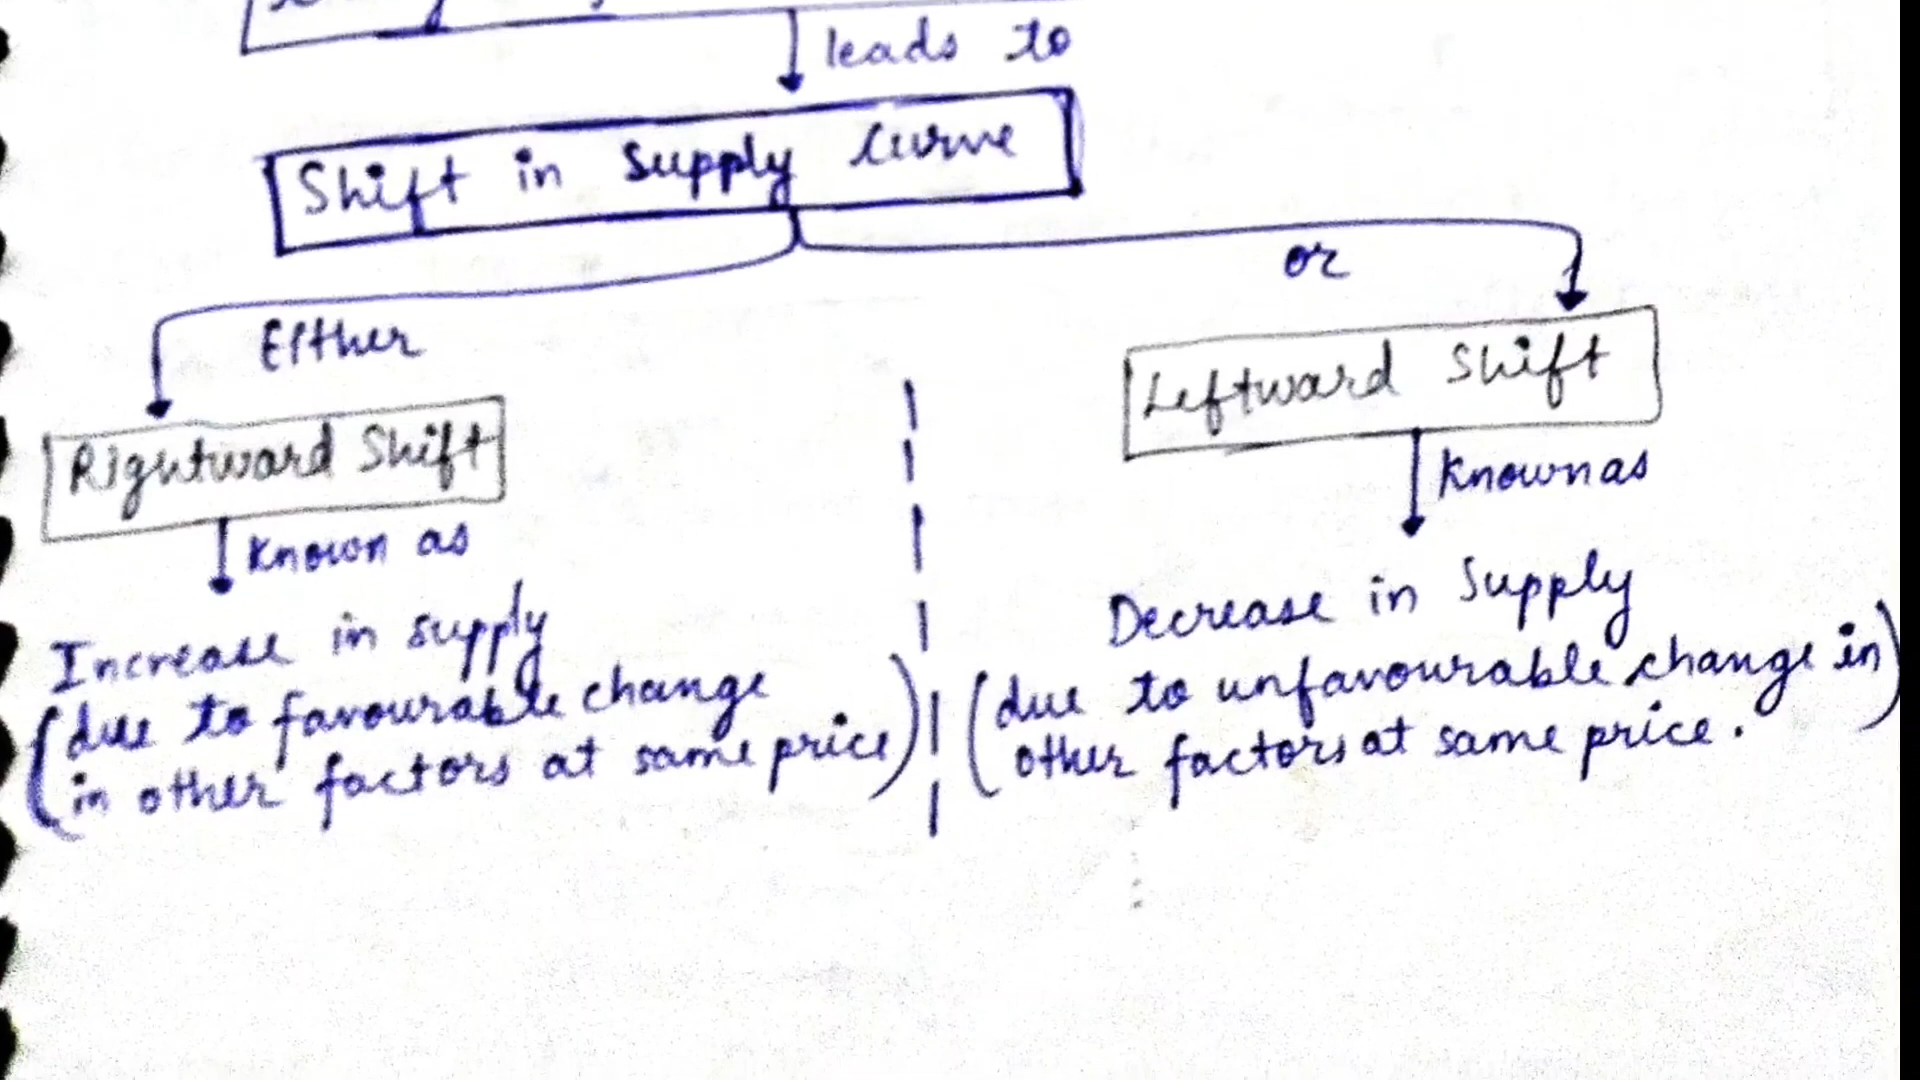 leads to
Shift in Supply Curve
Either
or
Rightward Shift
Leftward Shift
Known as
Known as
Increase in supply
(due to favourable change
in other factors at same price)
Decrease in Supply
(due to unfavourable change in)
other factors at same price.